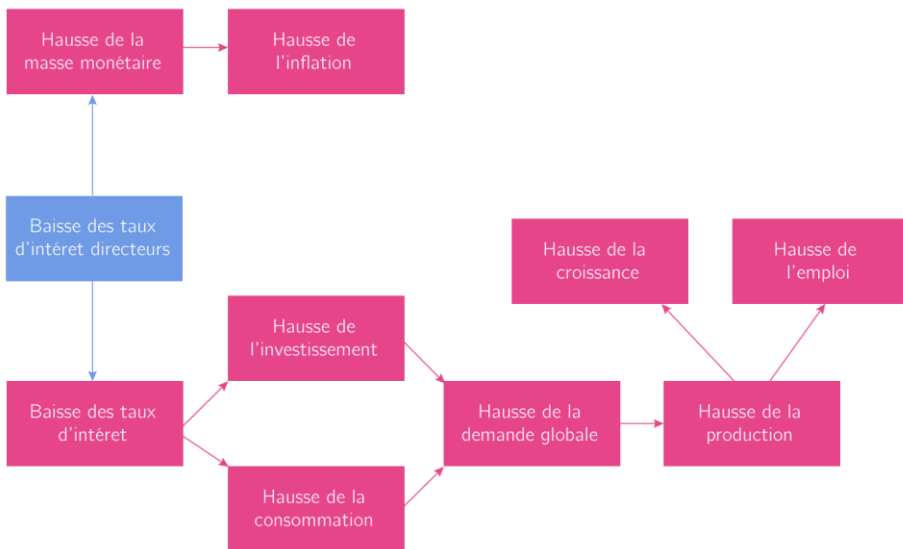 Hausse de la
masse monétaire
Hausse de
l'inflation
Baisse des taux
d'intéret directeurs
Hausse de la
croissance
Hausse de
l'emploi
Hausse de
l'investissement
Baisse des taux
d'intéret
Hausse de la
demande globale
Hausse de la
production
Hausse de la
consommation